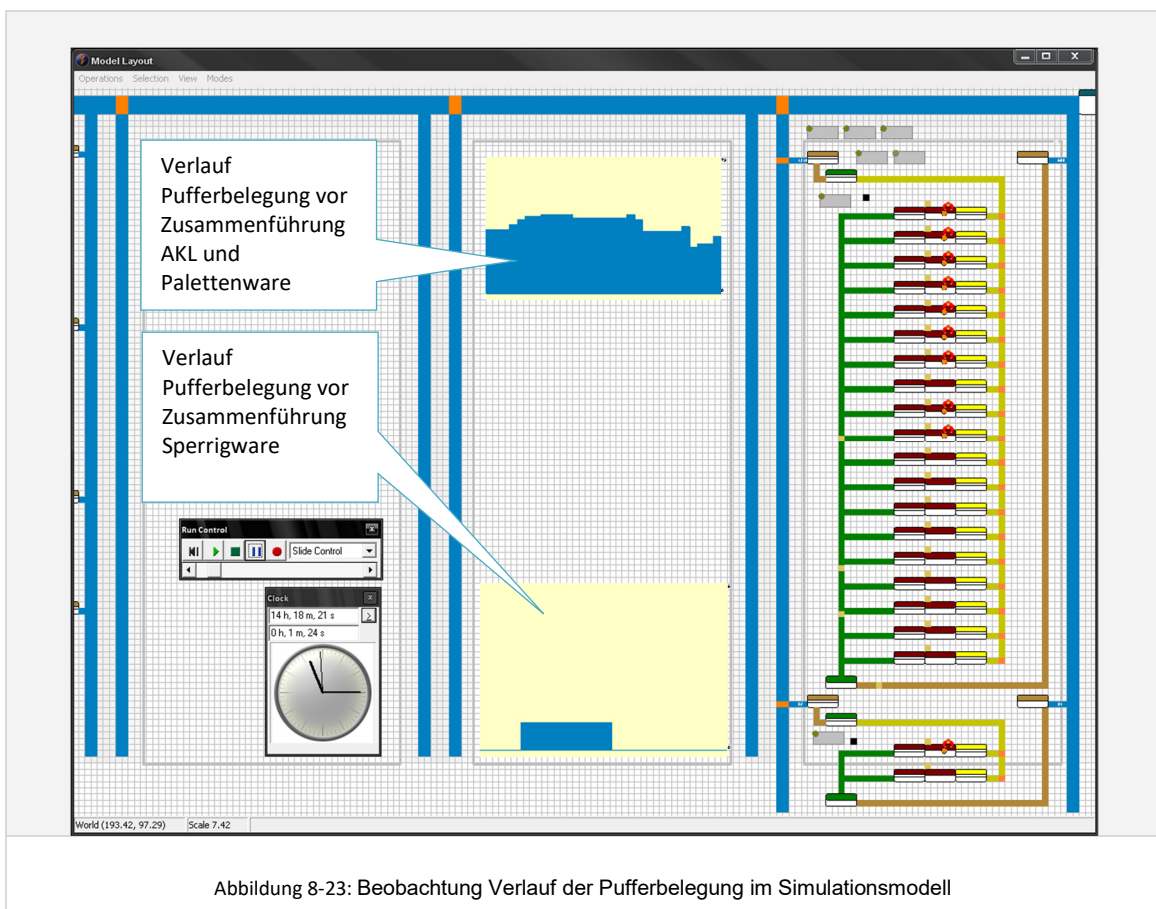 Model Layout
Operations Selection View Modes
Verlauf
Pufferbelegung vor
Zusammenführung
AKL und
Palettenware
Verlauf
Pufferbelegung vor
Zusammenführung
Sperrigware
Run Control
Slide Control
Clock
14 h, 18 m, 21 s
0 h, 1 m, 24 s
World (193.42, 97.29) Scale 7.42
Abbildung 8-23: Beobachtung Verlauf der Pufferbelegung im Simulationsmodell